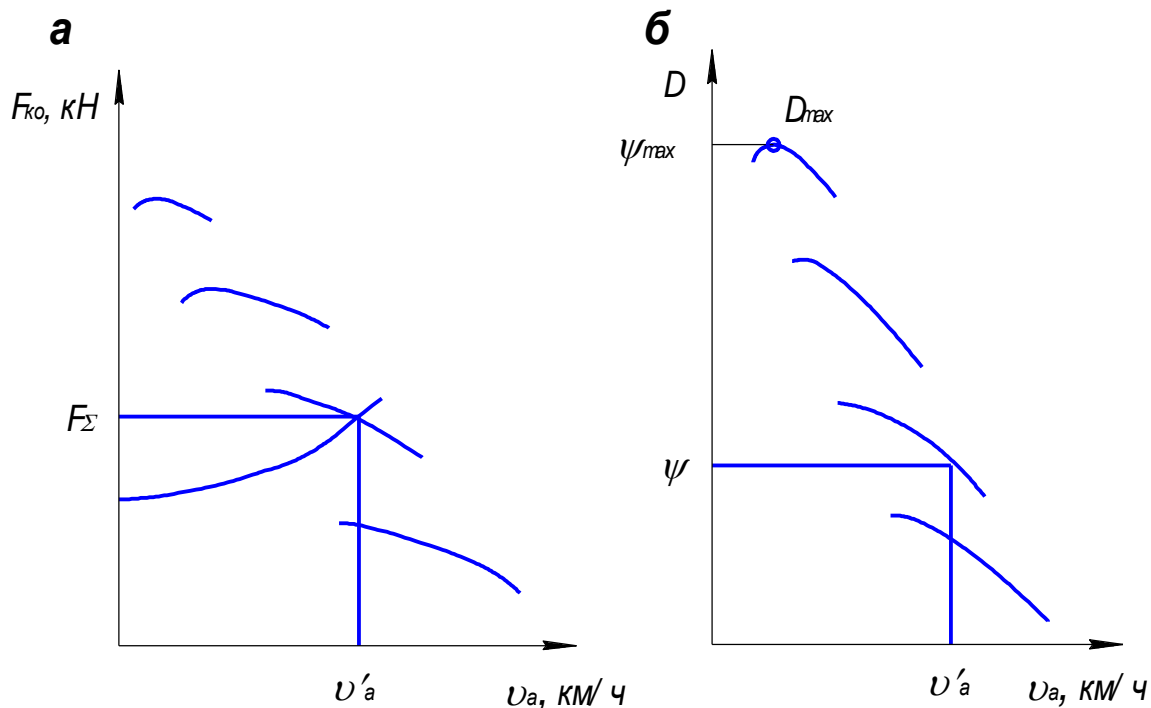 а
Fко, кН
FΣ
υ′a
υa, км/ ч
б
D
Dmax
ψmax
ψ
υ′a
υa, км/ ч